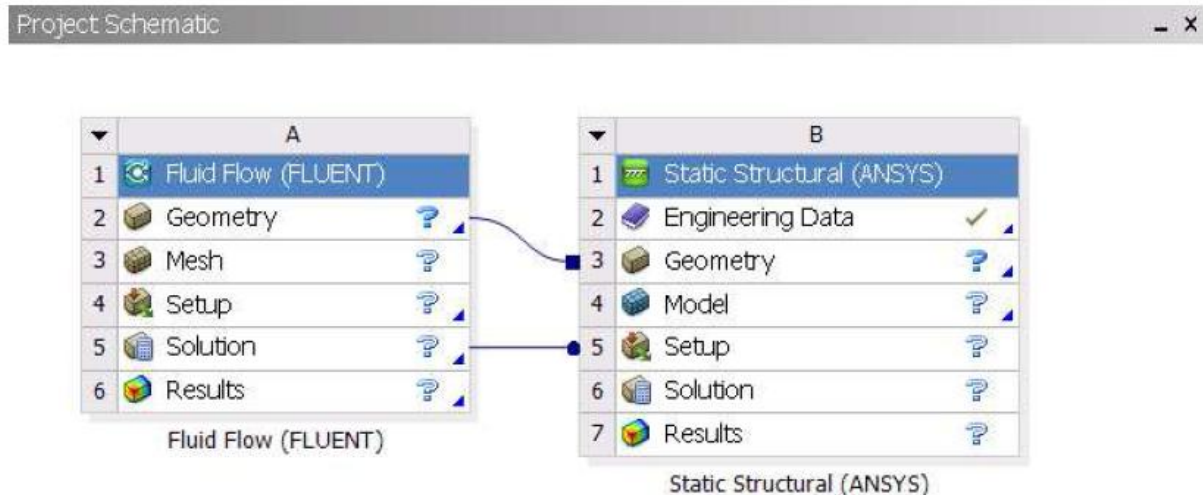 Project Schematic
A
1 Fluid Flow (FLUENT)
2 Geometry
3 Mesh
4 Setup
5 Solution
6 Results
Fluid Flow (FLUENT)
B
1 Static Structural (ANSYS)
2 Engineering Data
3 Geometry
4 Model
5 Setup
6 Solution
7 Results
Static Structural (ANSYS)